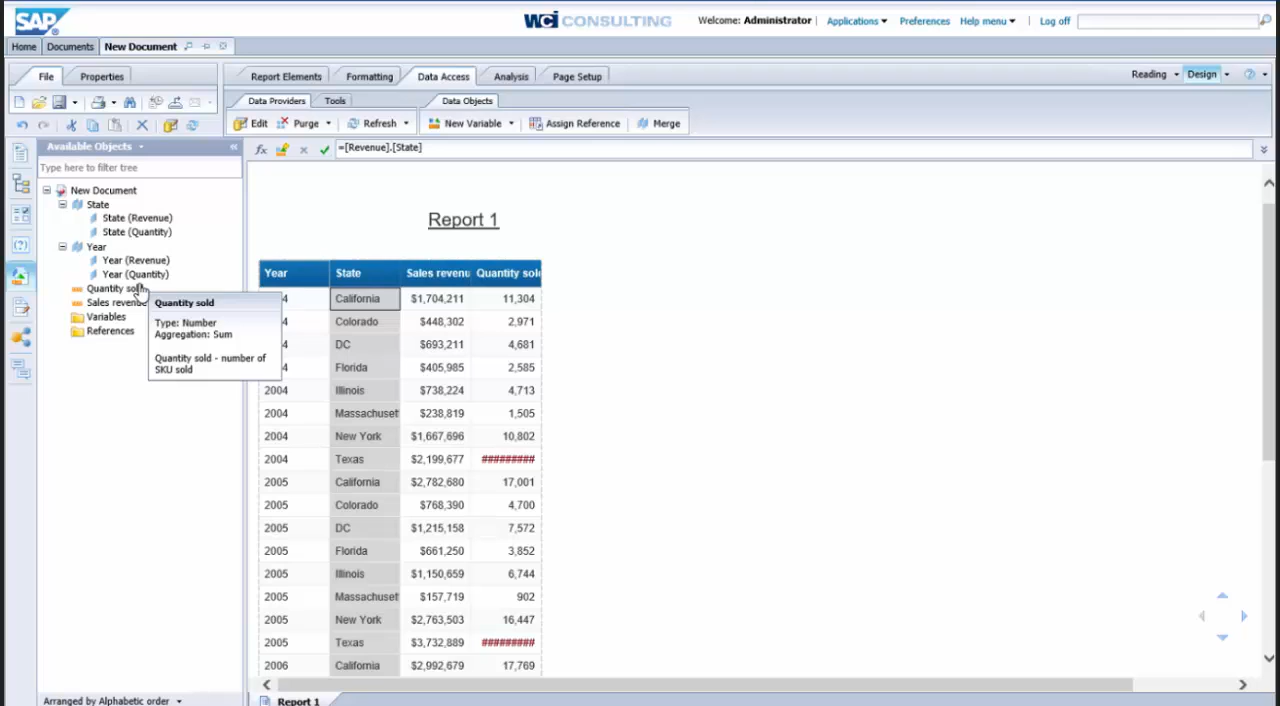 SAP
WCI CONSULTING
Welcome: Administrator | Applications Preferences Help menu | Log off
Home Documents New Document
File Properties
Report Elements Formatting Data Access Analysis Page Setup
Reading Design
Data Providers Tools
Data Objects
Edit Purge Refresh
New Variable Assign Reference Merge
Available Objects
=[Revenue].[State]
Type here to filter tree
New Document
State
State (Revenue)
State (Quantity)
Year
Year (Revenue)
Year (Quantity)
Quantity sold
Sales revenue
Variables
References
Quantity sold
Type: Number
Aggregation: Sum
Quantity sold - number of
SKU sold
Report 1
Year State Sales revenu Quantity sol
4 California $1,704,211 11,304
4 Colorado $448,302 2,971
4 DC $693,211 4,681
4 Florida $405,985 2,585
2004 Illinois $738,224 4,713
2004 Massachuset $238,819 1,505
2004 New York $1,667,696 10,802
2004 Texas $2,199,677 #########
2005 California $2,782,680 17,001
2005 Colorado $768,390 4,700
2005 DC $1,215,158 7,572
2005 Florida $661,250 3,852
2005 Illinois $1,150,659 6,744
2005 Massachuset $157,719 902
2005 New York $2,763,503 16,447
2005 Texas $3,732,889 #########
2006 California $2,992,679 17,769
Arranged by Alphabetic order
Report 1